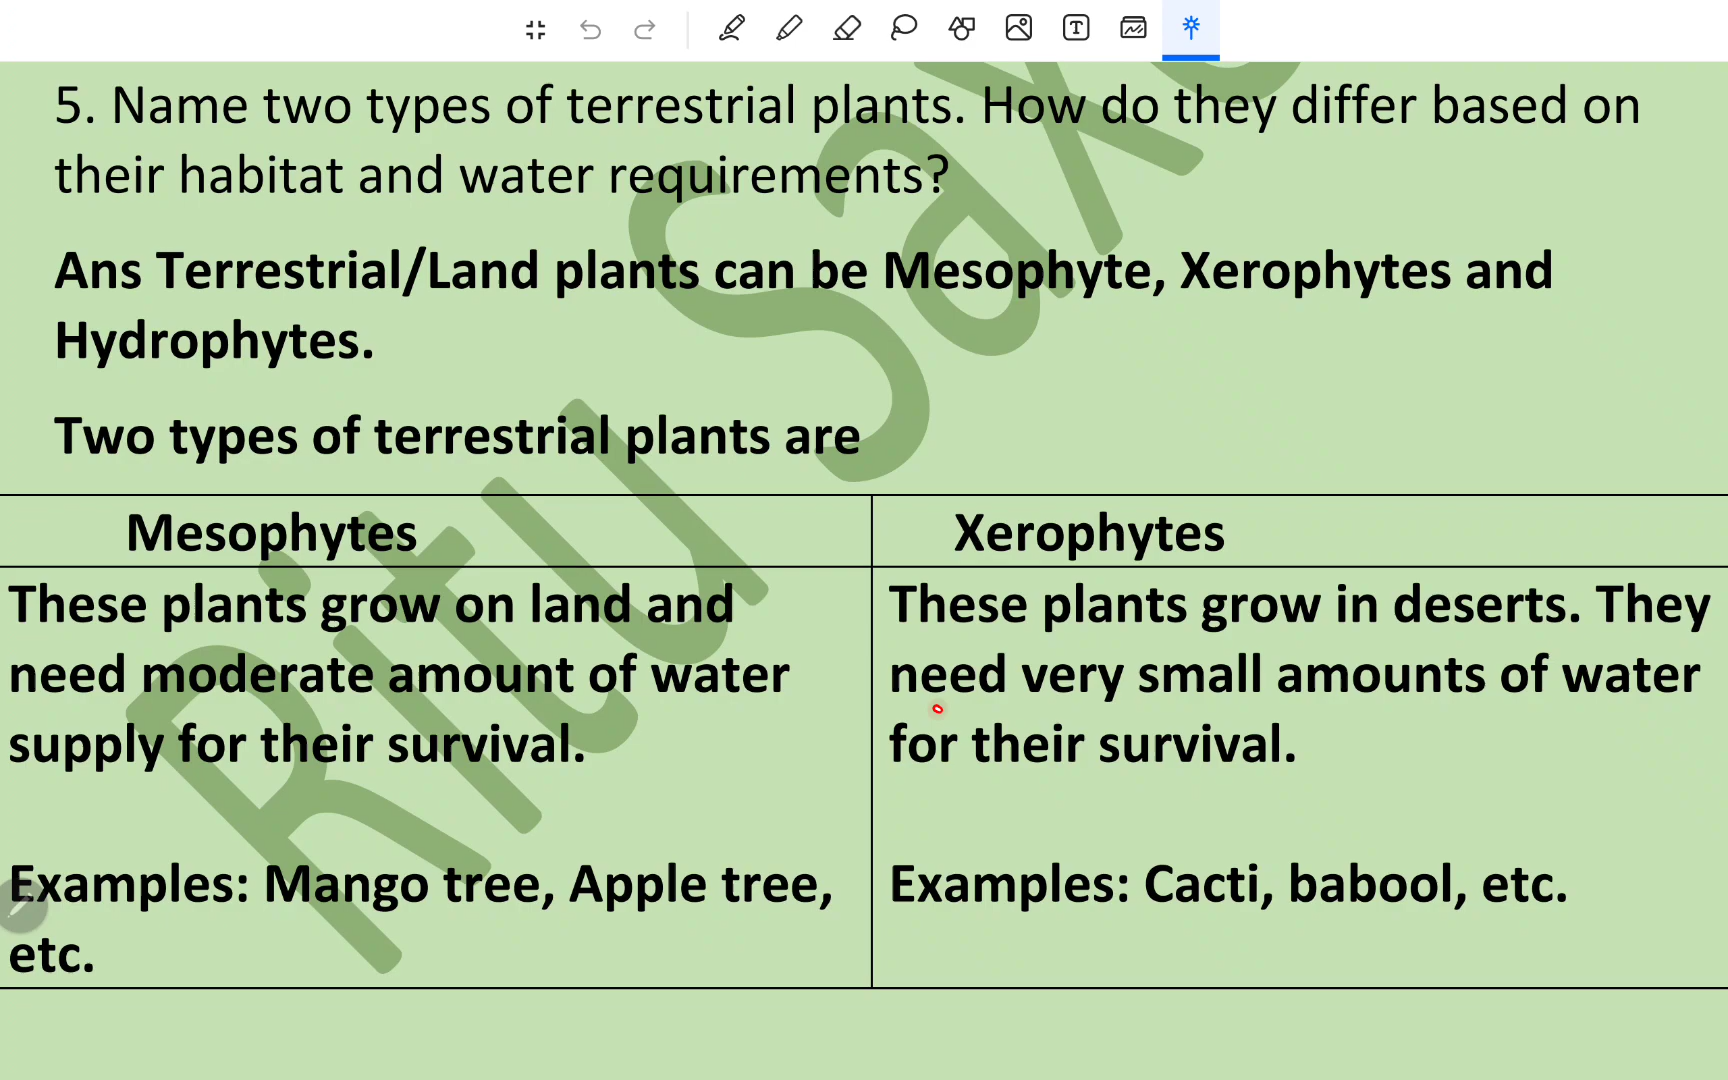 5. Name two types of terrestrial plants. How do they differ based on
their habitat and water requirements?
Ans Terrestrial/Land plants can be Mesophyte, Xerophytes and
Hydrophytes.
Two types of terrestrial plants are
Mesophytes
These plants grow on land and
need moderate amount of water
supply for their survival.
Examples: Mango tree, Apple tree,
etc.
Xerophytes
These plants grow in deserts. They
need very small amounts of water
for their survival.
Examples: Cacti, babool, etc.
Ritu Saxe